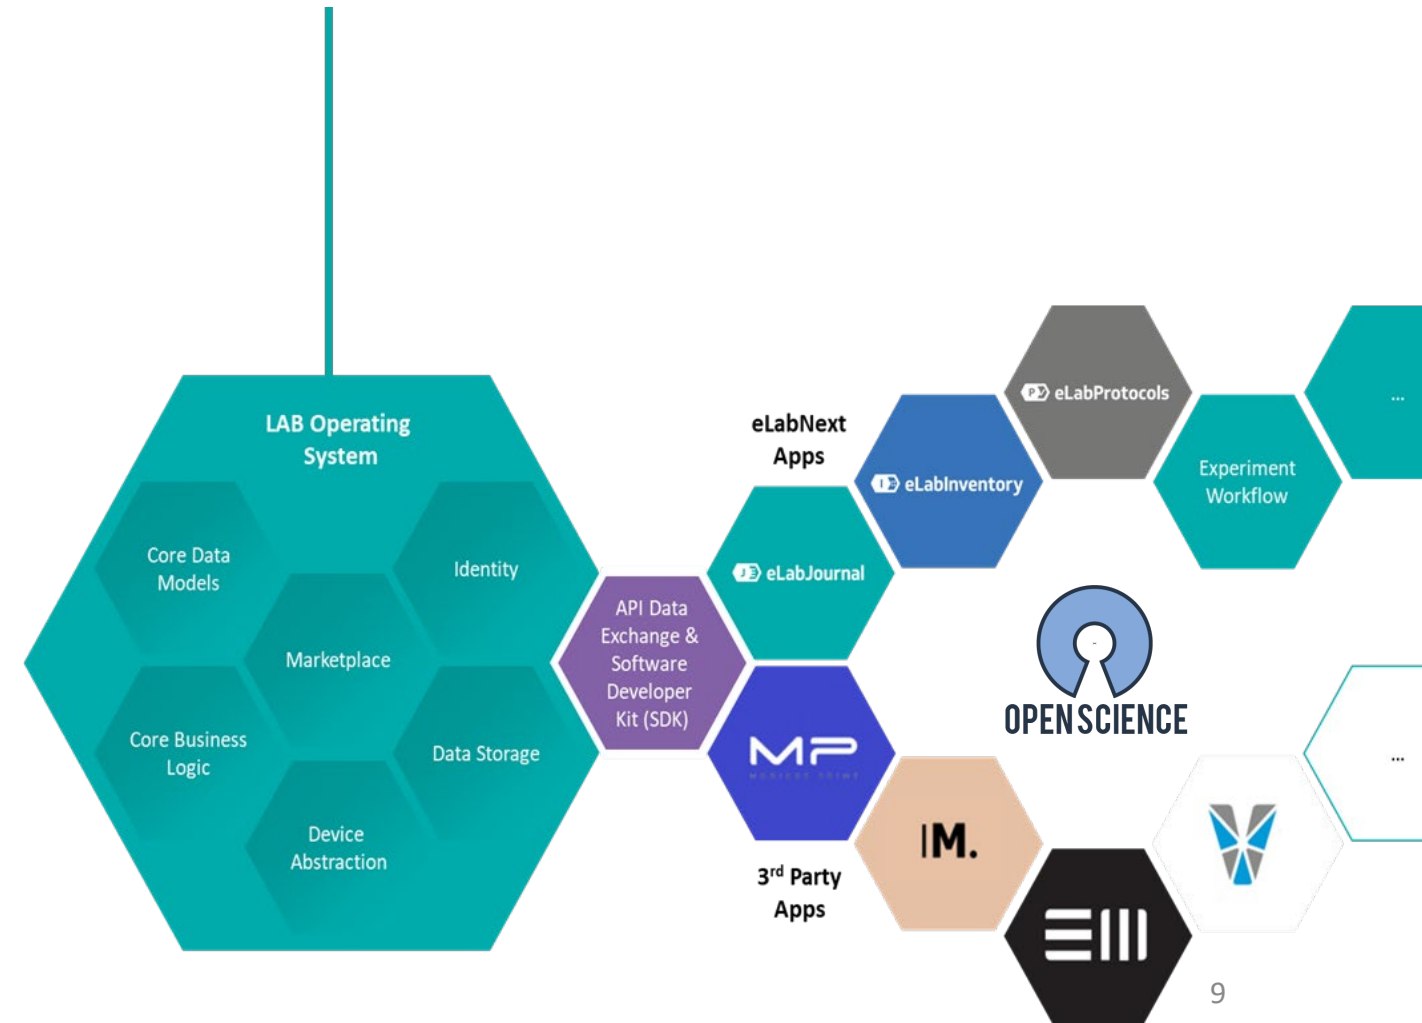 LAB Operating
System
Core Data
Models
Identity
Marketplace
Core Business
Logic
Data Storage
Device
Abstraction
API Data
Exchange &
Software
Developer
Kit (SDK)
eLabNext
Apps
eLabJournal
eLabInventory
eLabProtocols
Experiment
Workflow
...
OPEN SCIENCE
MP
3rd Party
Apps
IM.
...
9